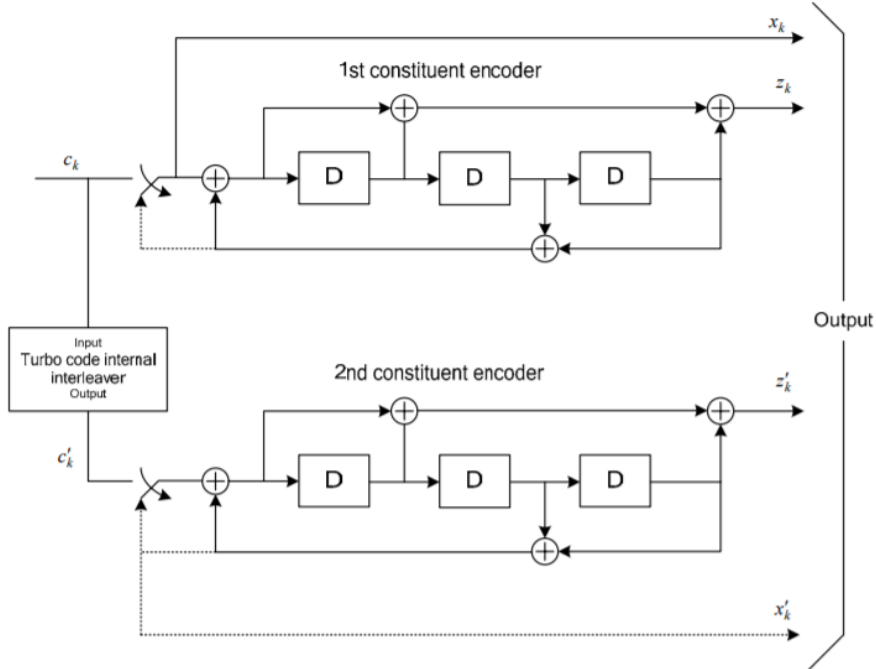 x_k
1st constituent encoder
z_k
c_k
D
D
D
Output
Input
Turbo code internal
interleaver
Output
2nd constituent encoder
z'_k
c'_k
D
D
D
x'_k